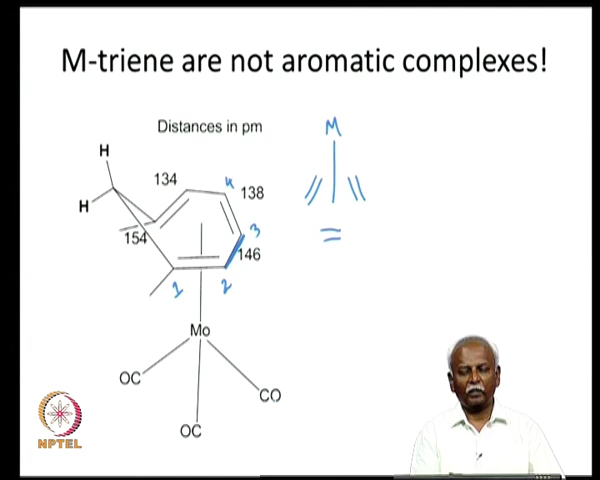 M-triene are not aromatic complexes!
Distances in pm
M
H
134
4
138
H
154
3
146
1
2
Mo
OC
CO
OC
NPTEL